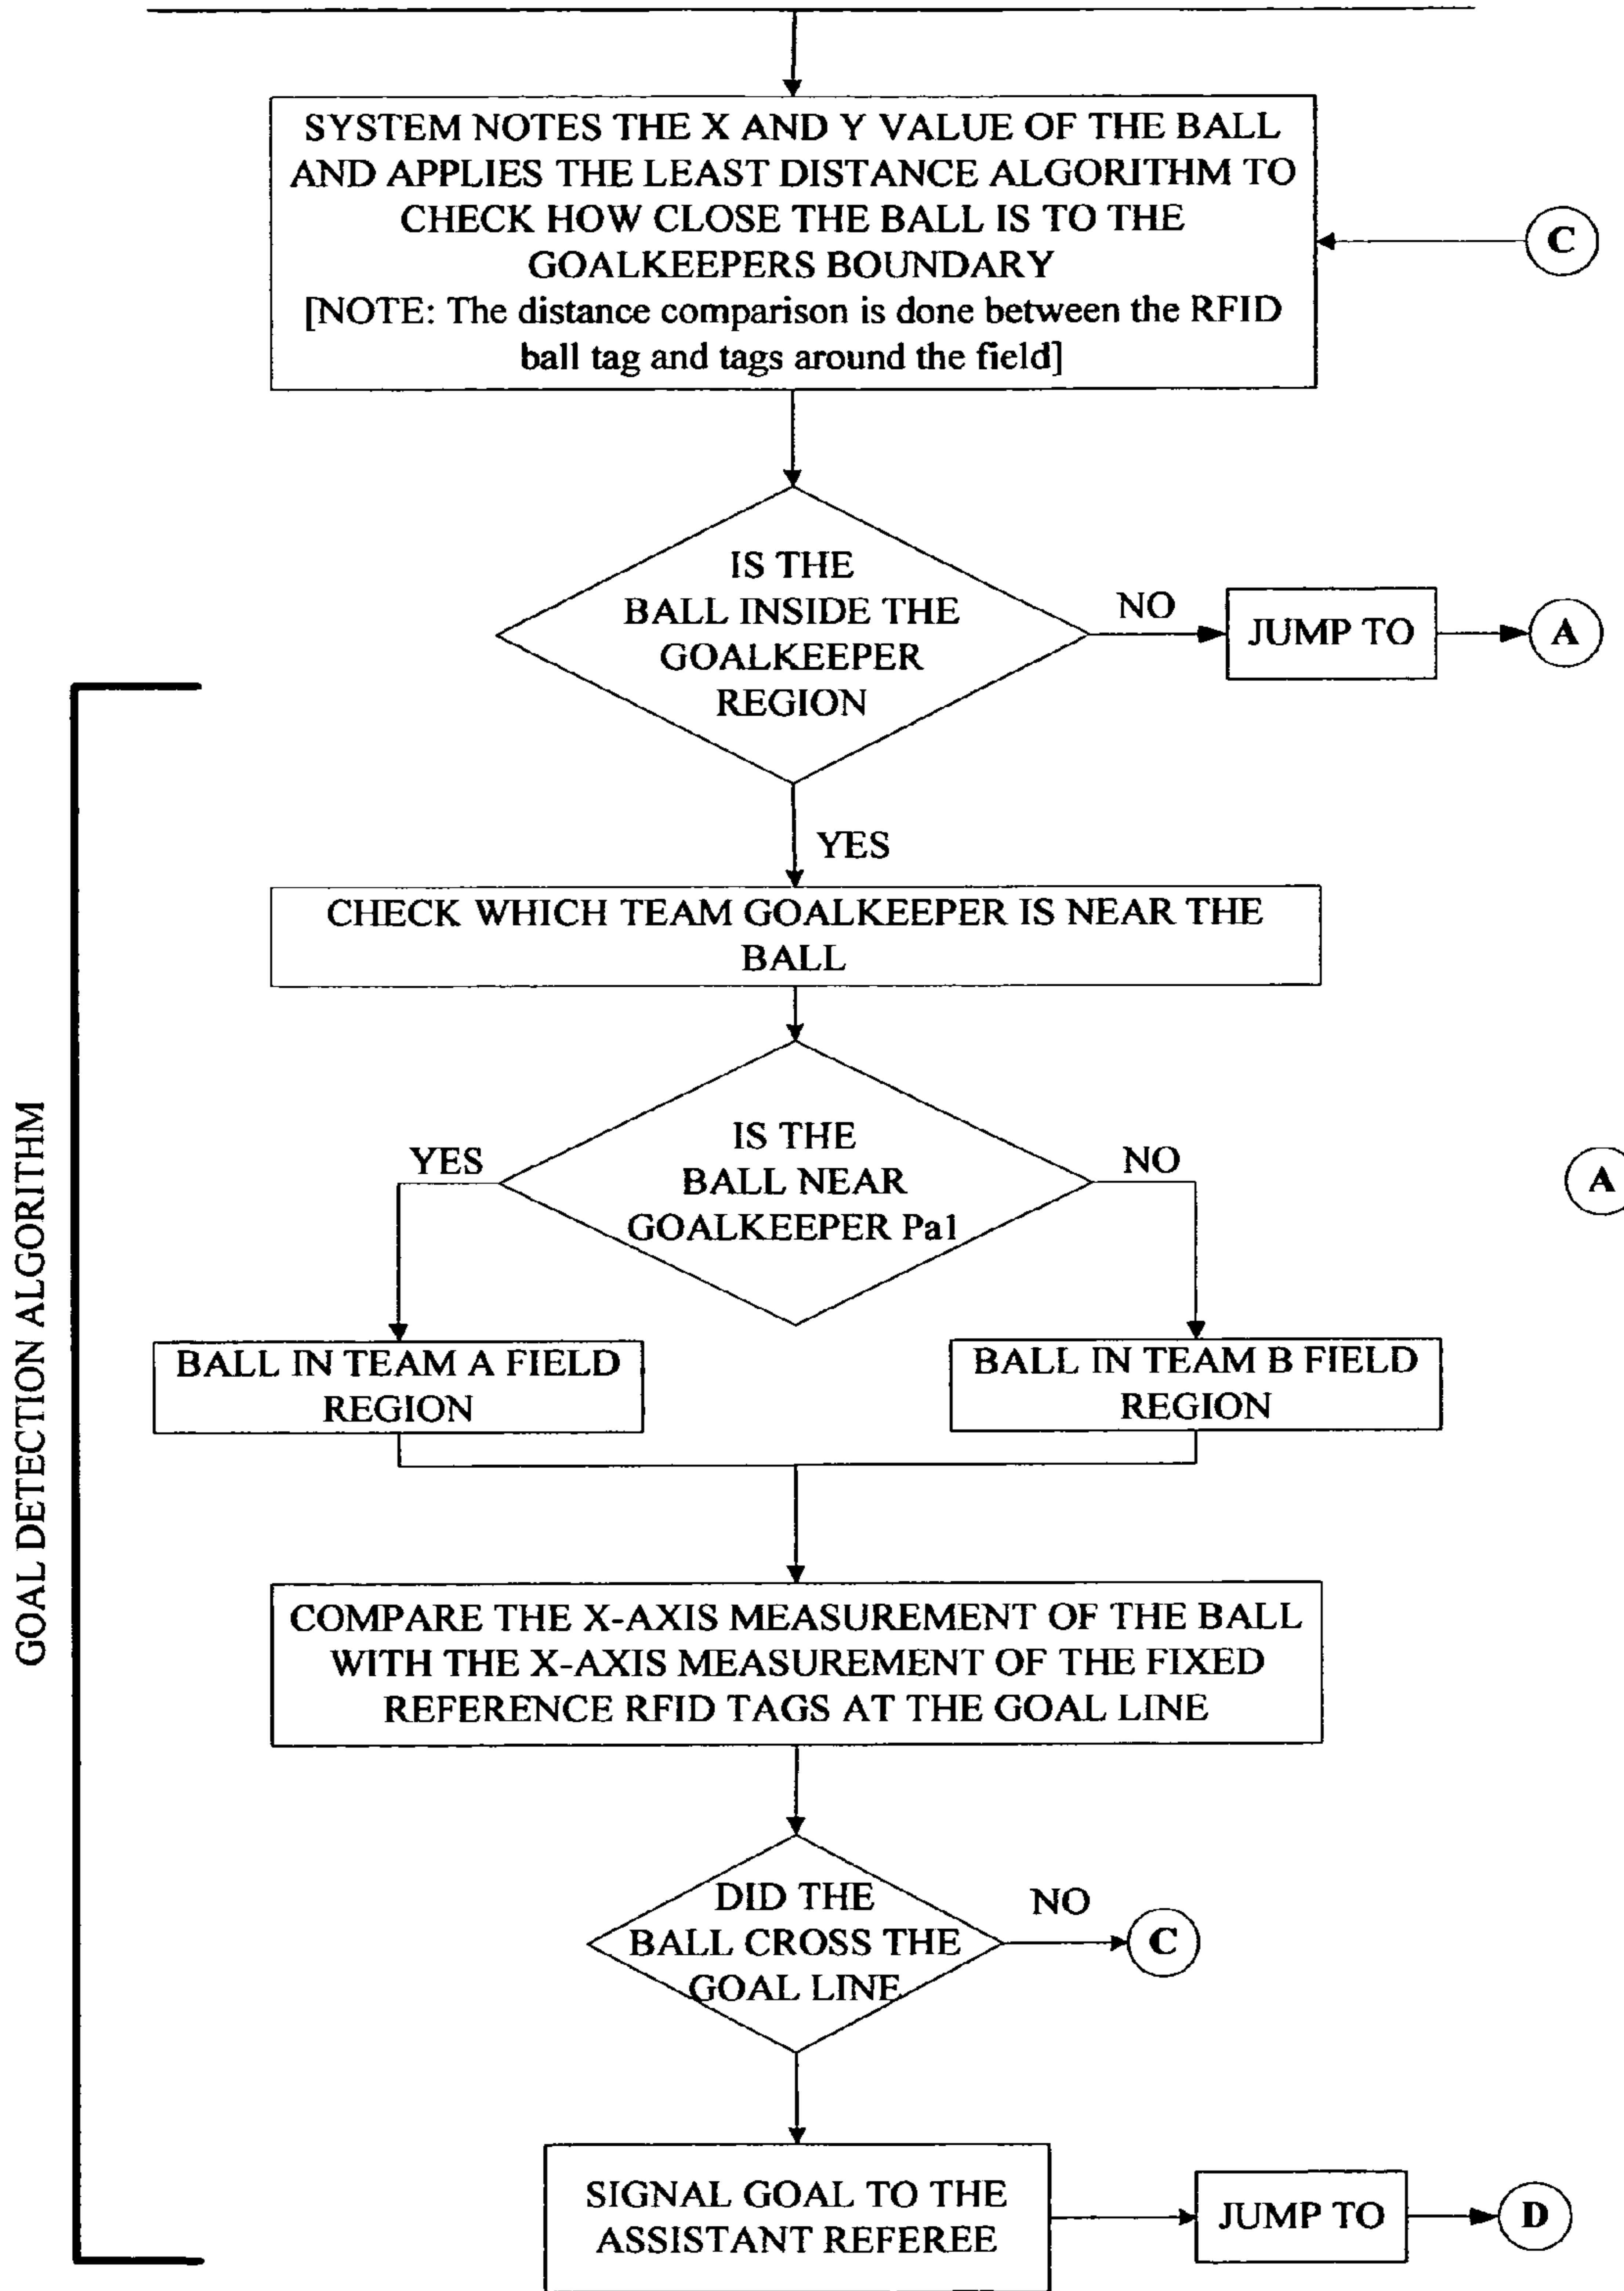 SYSTEM NOTES THE X AND Y VALUE OF THE BALL
AND APPLIES THE LEAST DISTANCE ALGORITHM TO
CHECK HOW CLOSE THE BALL IS TO THE
GOALKEEPERS BOUNDARY
[NOTE: The distance comparison is done between the RFID
ball tag and tags around the field]
C
IS THE
BALL INSIDE THE
GOALKEEPER
REGION
NO
JUMP TO
A
YES
CHECK WHICH TEAM GOALKEEPER IS NEAR THE
BALL
GOAL DETECTION ALGORITHM
IS THE
BALL NEAR
GOALKEEPER Pa1
YES
NO
A
BALL IN TEAM A FIELD
REGION
BALL IN TEAM B FIELD
REGION
COMPARE THE X-AXIS MEASUREMENT OF THE BALL
WITH THE X-AXIS MEASUREMENT OF THE FIXED
REFERENCE RFID TAGS AT THE GOAL LINE
DID THE
BALL CROSS THE
GOAL LINE
NO
C
SIGNAL GOAL TO THE
ASSISTANT REFEREE
JUMP TO
D